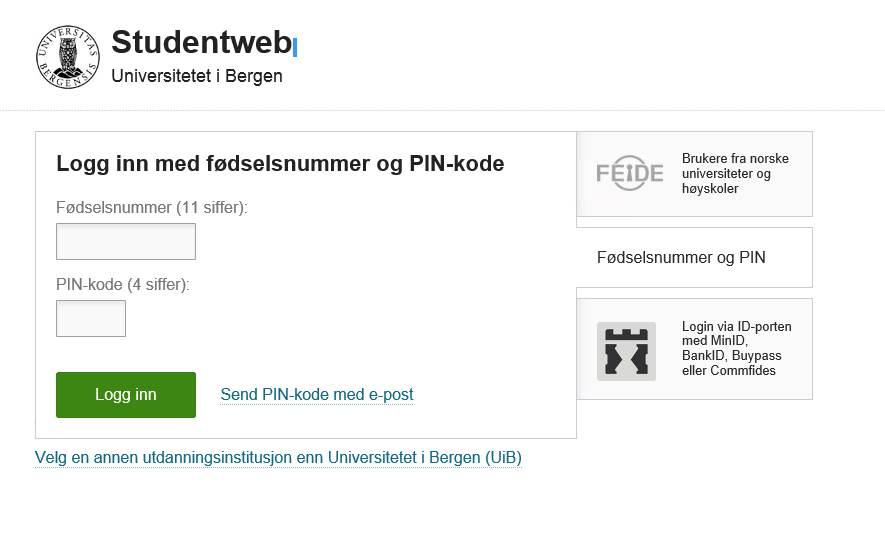 UNIVERSITAS BERGENSIS
Studentweb
Universitetet i Bergen
Logg inn med fødselsnummer og PIN-kode
Fødselsnummer (11 siffer):
PIN-kode (4 siffer):
Logg inn
Send PIN-kode med e-post
Velg en annen utdanningsinstitusjon enn Universitetet i Bergen (UiB)
FEIDE
Brukere fra norske
universiteter og
høyskoler
Fødselsnummer og PIN
Login via ID-porten
med MinID,
BankID, Buypass
eller Commfides